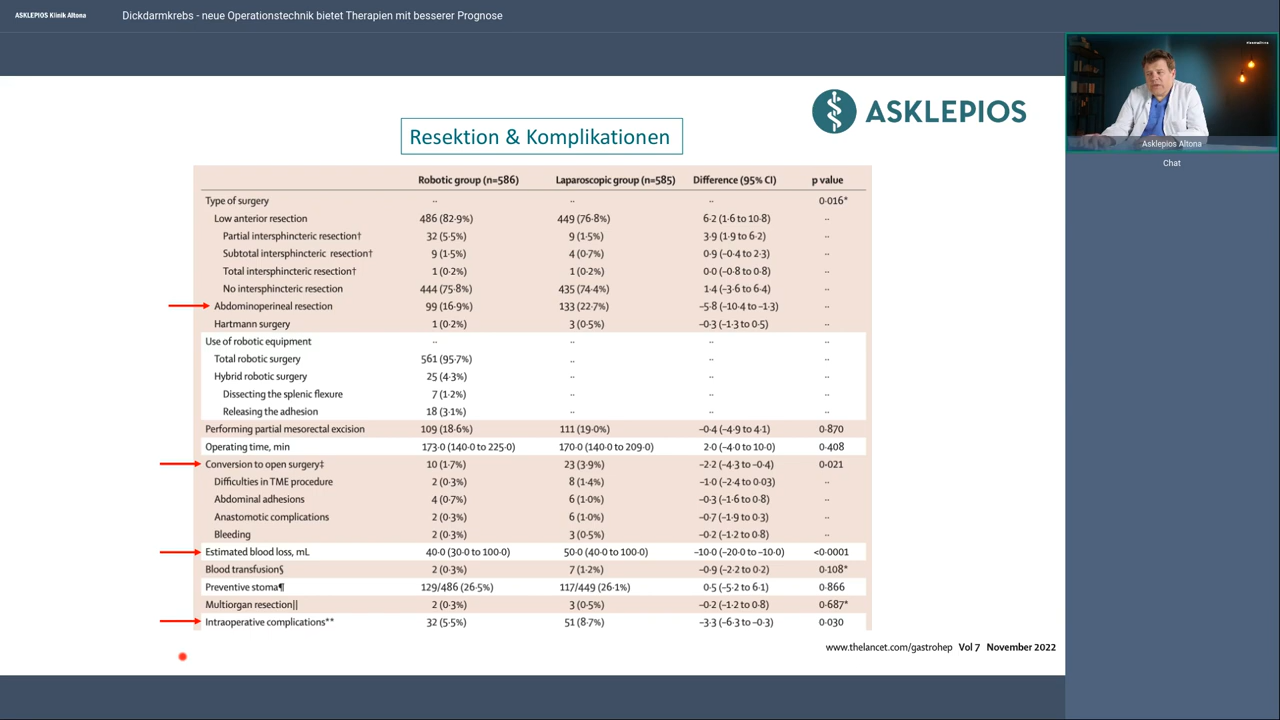 ASKLEPIOS Klinik Altona
Dickdarmkrebs - neue Operationstechnik bietet Therapien mit besserer Prognose
ASKLEPIOS
Asklepios Altona
Chat
Resektion & Komplikationen
Robotic group (n=586) Laparoscopic group (n=585) Difference (95% CI) p value
Type of surgery ·· ·· ·· 0·016*
Low anterior resection 486 (82·9%) 449 (76·8%) 6·2 (1·6 to 10·8) ··
Partial intersphincteric resection† 32 (5·5%) 9 (1·5%) 3·9 (1·9 to 6·2) ··
Subtotal intersphincteric resection† 9 (1·5%) 4 (0·7%) 0·9 (–0·4 to 2·3) ··
Total intersphincteric resection† 1 (0·2%) 1 (0·2%) 0·0 (–0·8 to 0·8) ··
No intersphincteric resection 444 (75·8%) 435 (74·4%) 1·4 (–3·6 to 6·4) ··
Abdominoperineal resection 99 (16·9%) 133 (22·7%) –5·8 (–10·4 to –1·3) ··
Hartmann surgery 1 (0·2%) 3 (0·5%) –0·3 (–1·3 to 0·5) ··
Use of robotic equipment ·· ·· ·· ··
Total robotic surgery 561 (95·7%) ·· ·· ··
Hybrid robotic surgery 25 (4·3%) ·· ·· ··
Dissecting the splenic flexure 7 (1·2%) ·· ·· ··
Releasing the adhesion 18 (3·1%) ·· ·· ··
Performing partial mesorectal excision 109 (18·6%) 111 (19·0%) –0·4 (–4·9 to 4·1) 0·870
Operating time, min 173·0 (140·0 to 225·0) 170·0 (140·0 to 209·0) 2·0 (–4·0 to 10·0) 0·408
Conversion to open surgery‡ 10 (1·7%) 23 (3·9%) –2·2 (–4·3 to –0·4) 0·021
Difficulties in TME procedure 2 (0·3%) 8 (1·4%) –1·0 (–2·4 to 0·03) ··
Abdominal adhesions 4 (0·7%) 6 (1·0%) –0·3 (–1·6 to 0·8) ··
Anastomotic complications 2 (0·3%) 6 (1·0%) –0·7 (–1·9 to 0·3) ··
Bleeding 2 (0·3%) 3 (0·5%) –0·2 (–1·2 to 0·8) ··
Estimated blood loss, mL 40·0 (30·0 to 100·0) 50·0 (40·0 to 100·0) –10·0 (–20·0 to –10·0) <0·0001
Blood transfusion§ 2 (0·3%) 7 (1·2%) –0·9 (–2·2 to 0·2) 0·108*
Preventive stoma¶ 129/486 (26·5%) 117/449 (26·1%) 0·5 (–5·2 to 6·1) 0·866
Multiorgan resection|| 2 (0·3%) 3 (0·5%) –0·2 (–1·2 to 0·8) 0·687*
Intraoperative complications** 32 (5·5%) 51 (8·7%) –3·3 (–6·3 to –0·3) 0·030
www.thelancet.com/gastrohep Vol 7 November 2022